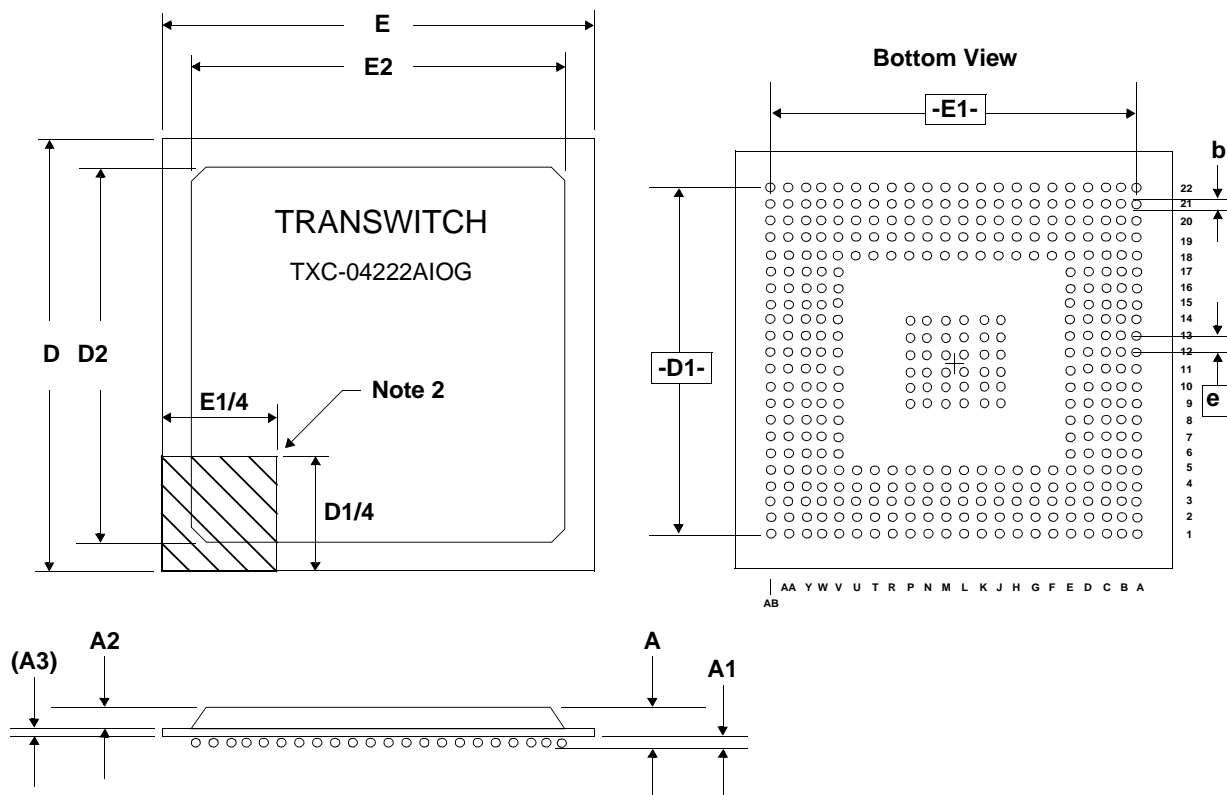 E
E2
TRANSWITCH
TXC-04222AIOG
D
D2
E1/4
Note 2
D1/4
Bottom View
-E1-
b
-D1-
e
22
21
20
19
18
17
16
15
14
13
12
11
10
9
8
7
6
5
4
3
2
1
AB AA Y W V U T R P N M L K J H G F E D C B A
(A3)
A2
A
A1